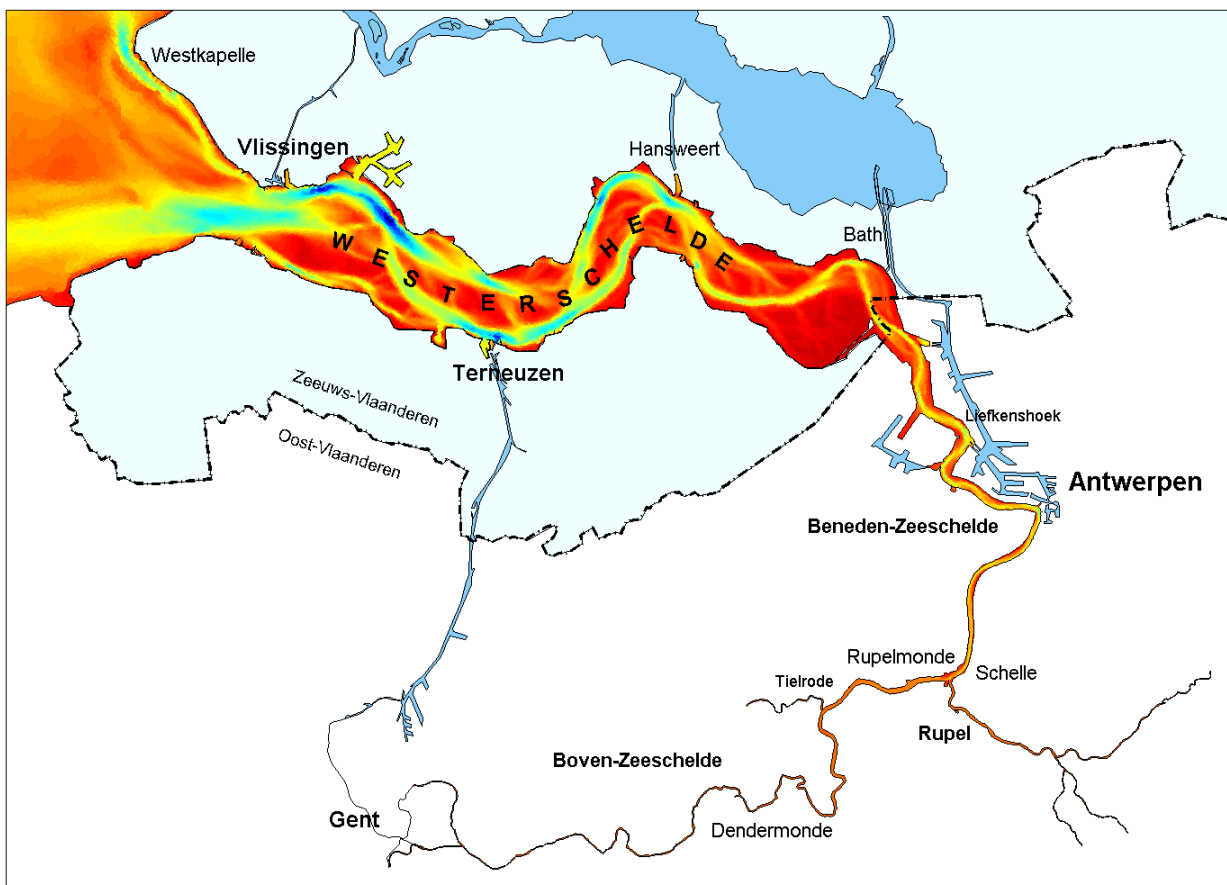 Westkapelle
Vlissingen
Hansweert
Bath
WESTERSCHELDE
Terneuzen
Zeeuws-Vlaanderen
Oost-Vlaanderen
Liefkenshoek
Antwerpen
Beneden-Zeeschelde
Rupelmonde
Schelle
Tielrode
Rupel
Boven-Zeeschelde
Gent
Dendermonde